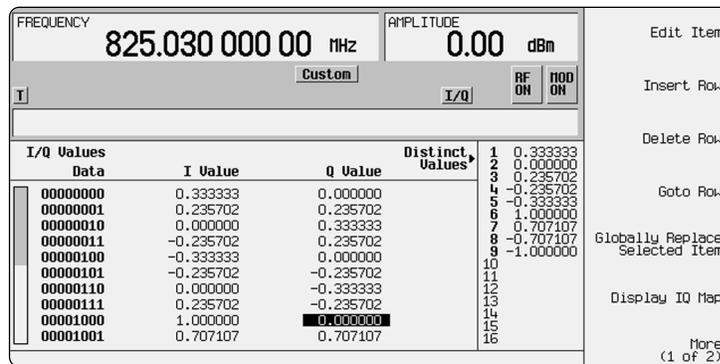 FREQUENCY
825.030 000 00 MHz
AMPLITUDE
0.00 dBm
Custom
T
I/Q
RF ON
MOD ON
I/Q Values
Data I Value Q Value
00000000 0.333333 0.000000
00000001 0.235702 0.235702
00000010 0.000000 0.333333
00000011 -0.235702 0.235702
00000100 -0.333333 0.000000
00000101 -0.235702 -0.235702
00000110 0.000000 -0.333333
00000111 0.235702 -0.235702
00001000 1.000000 0.000000
00001001 0.707107 0.707107
Distinct
Values
1 0.333333
2 0.000000
3 0.235702
4 -0.235702
5 -0.333333
6 1.000000
7 0.707107
8 -0.707107
9 -1.000000
10
11
12
13
14
15
16
Edit Item
Insert Row
Delete Row
Goto Row
Globally Replace
Selected Item
Display IQ Map
More
(1 of 2)